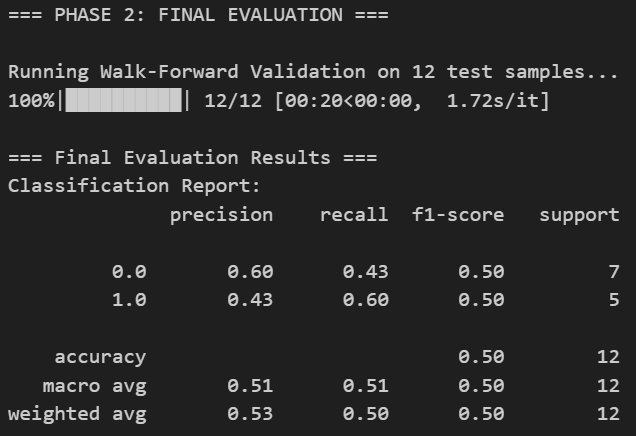 === PHASE 2: FINAL EVALUATION ===
Running Walk-Forward Validation on 12 test samples...
100%|██████████| 12/12 [00:20<00:00,  1.72s/it]
=== Final Evaluation Results ===
Classification Report:
              precision    recall  f1-score   support
         0.0       0.60      0.43      0.50         7
         1.0       0.43      0.60      0.50         5
    accuracy                           0.50        12
   macro avg       0.51      0.51      0.50        12
weighted avg       0.53      0.50      0.50        12